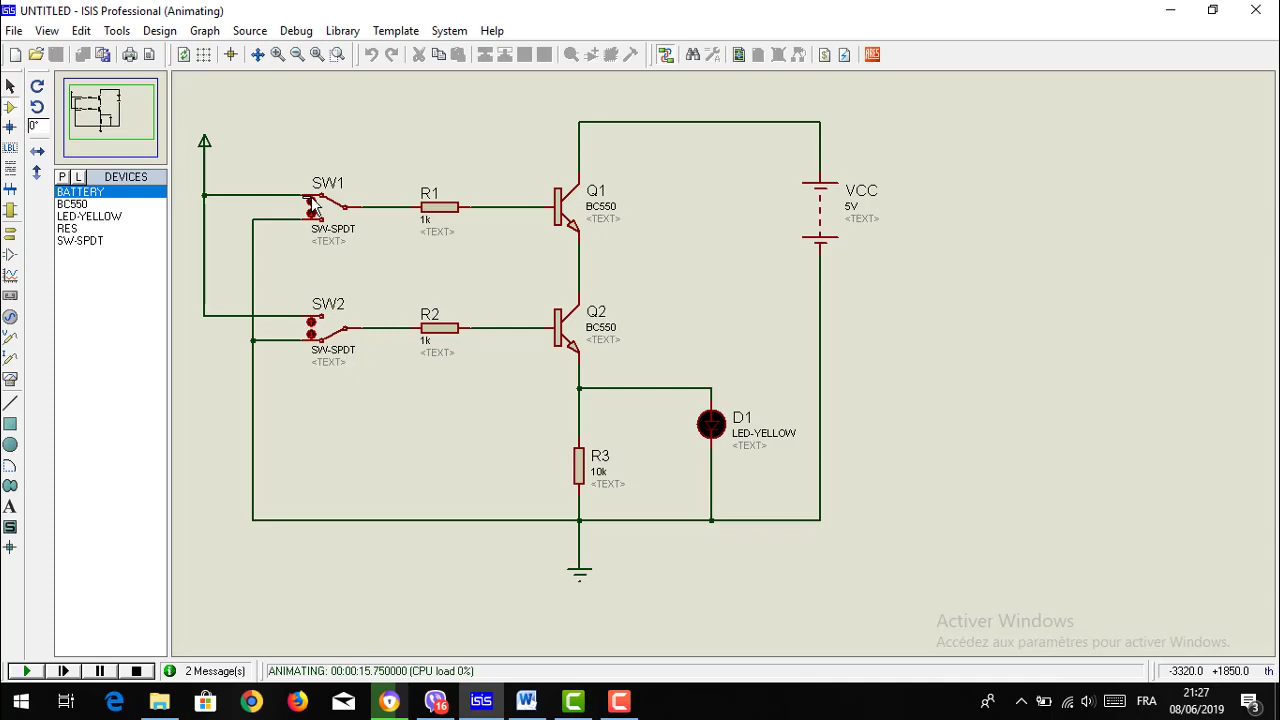 UNTITLED - ISIS Professional (Animating)
File View Edit Tools Design Graph Source Debug Library Template System Help
0°
P L DEVICES
BATTERY
BC550
LED-YELLOW
RES
SW-SPDT
LBL
A
S
ARES
SW1
SW-SPDT
<TEXT>
R1
1k
<TEXT>
Q1
BC550
<TEXT>
VCC
5V
<TEXT>
SW2
SW-SPDT
<TEXT>
R2
1k
<TEXT>
Q2
BC550
<TEXT>
D1
LED-YELLOW
<TEXT>
R3
10k
<TEXT>
Activer Windows
Accédez aux paramètres pour activer Windows.
2 Message(s) ANIMATING: 00:00:15.750000 (CPU load 0%) -3320.0 +1850.0 th
16 isis W FRA 21:27
08/06/2019 3